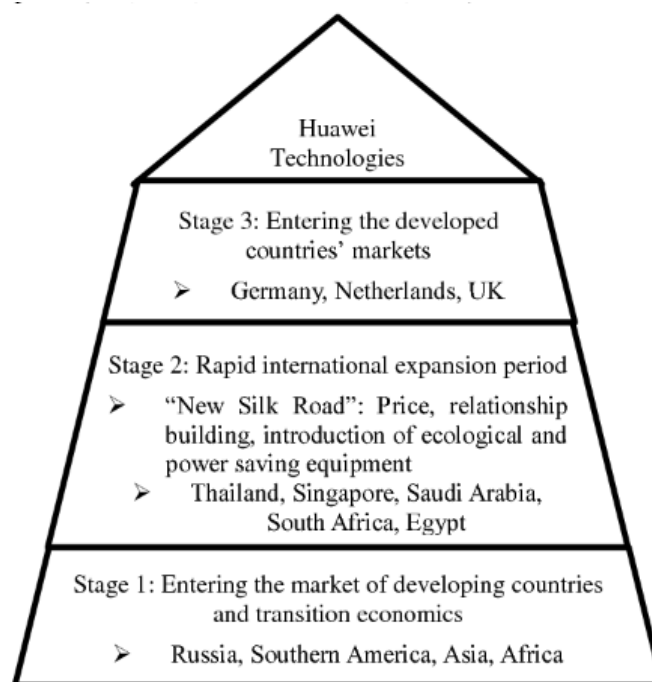 Huawei
Technologies
Stage 3: Entering the developed
countries’ markets
➢ Germany, Netherlands, UK
Stage 2: Rapid international expansion period
➢ “New Silk Road”: Price, relationship
building, introduction of ecological and
power saving equipment
➢ Thailand, Singapore, Saudi Arabia,
South Africa, Egypt
Stage 1: Entering the market of developing countries
and transition economics
➢ Russia, Southern America, Asia, Africa